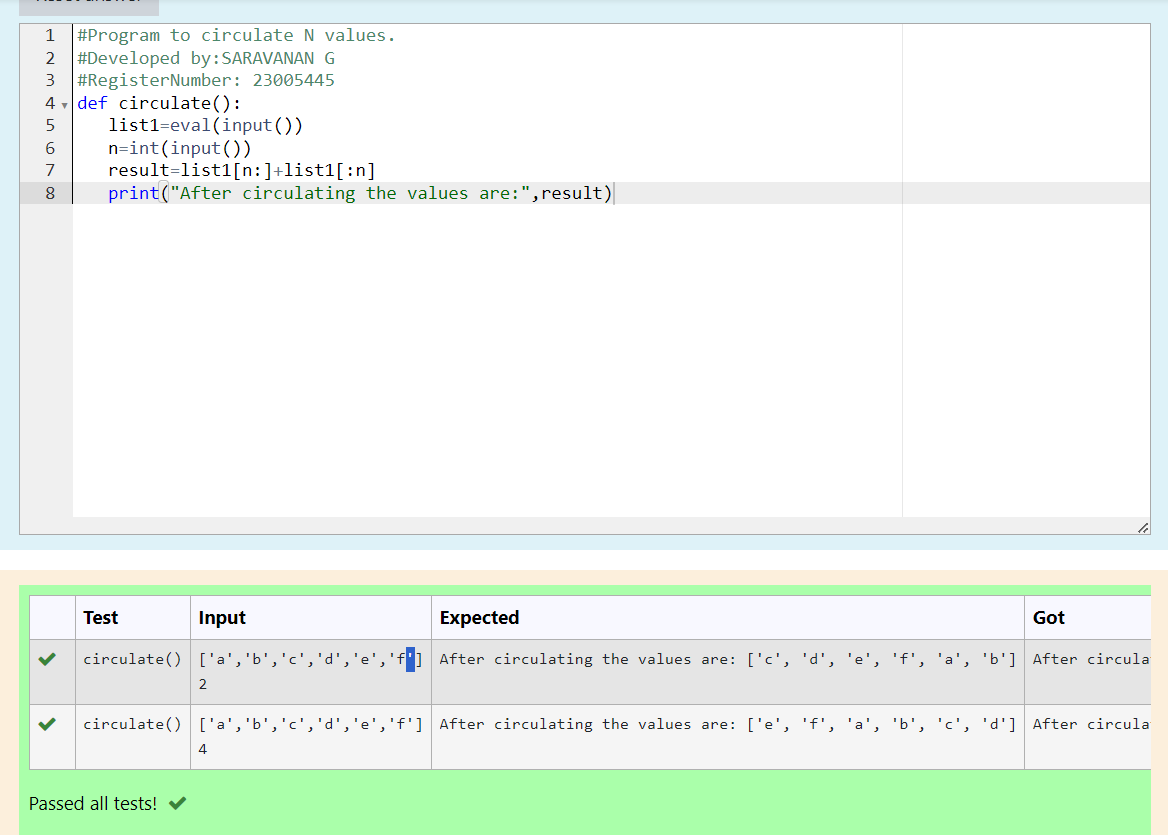 1 #Program to circulate N values.
2 #Developed by:SARAVANAN G
3 #RegisterNumber: 23005445
4 def circulate():
5    list1=eval(input())
6    n=int(input())
7    result=list1[n:]+list1[:n]
8    print("After circulating the values are:",result)
Test Input Expected Got
circulate() ['a','b','c','d','e','f'] After circulating the values are: ['c', 'd', 'e', 'f', 'a', 'b'] After circula
2
circulate() ['a','b','c','d','e','f'] After circulating the values are: ['e', 'f', 'a', 'b', 'c', 'd'] After circula
4
Passed all tests!